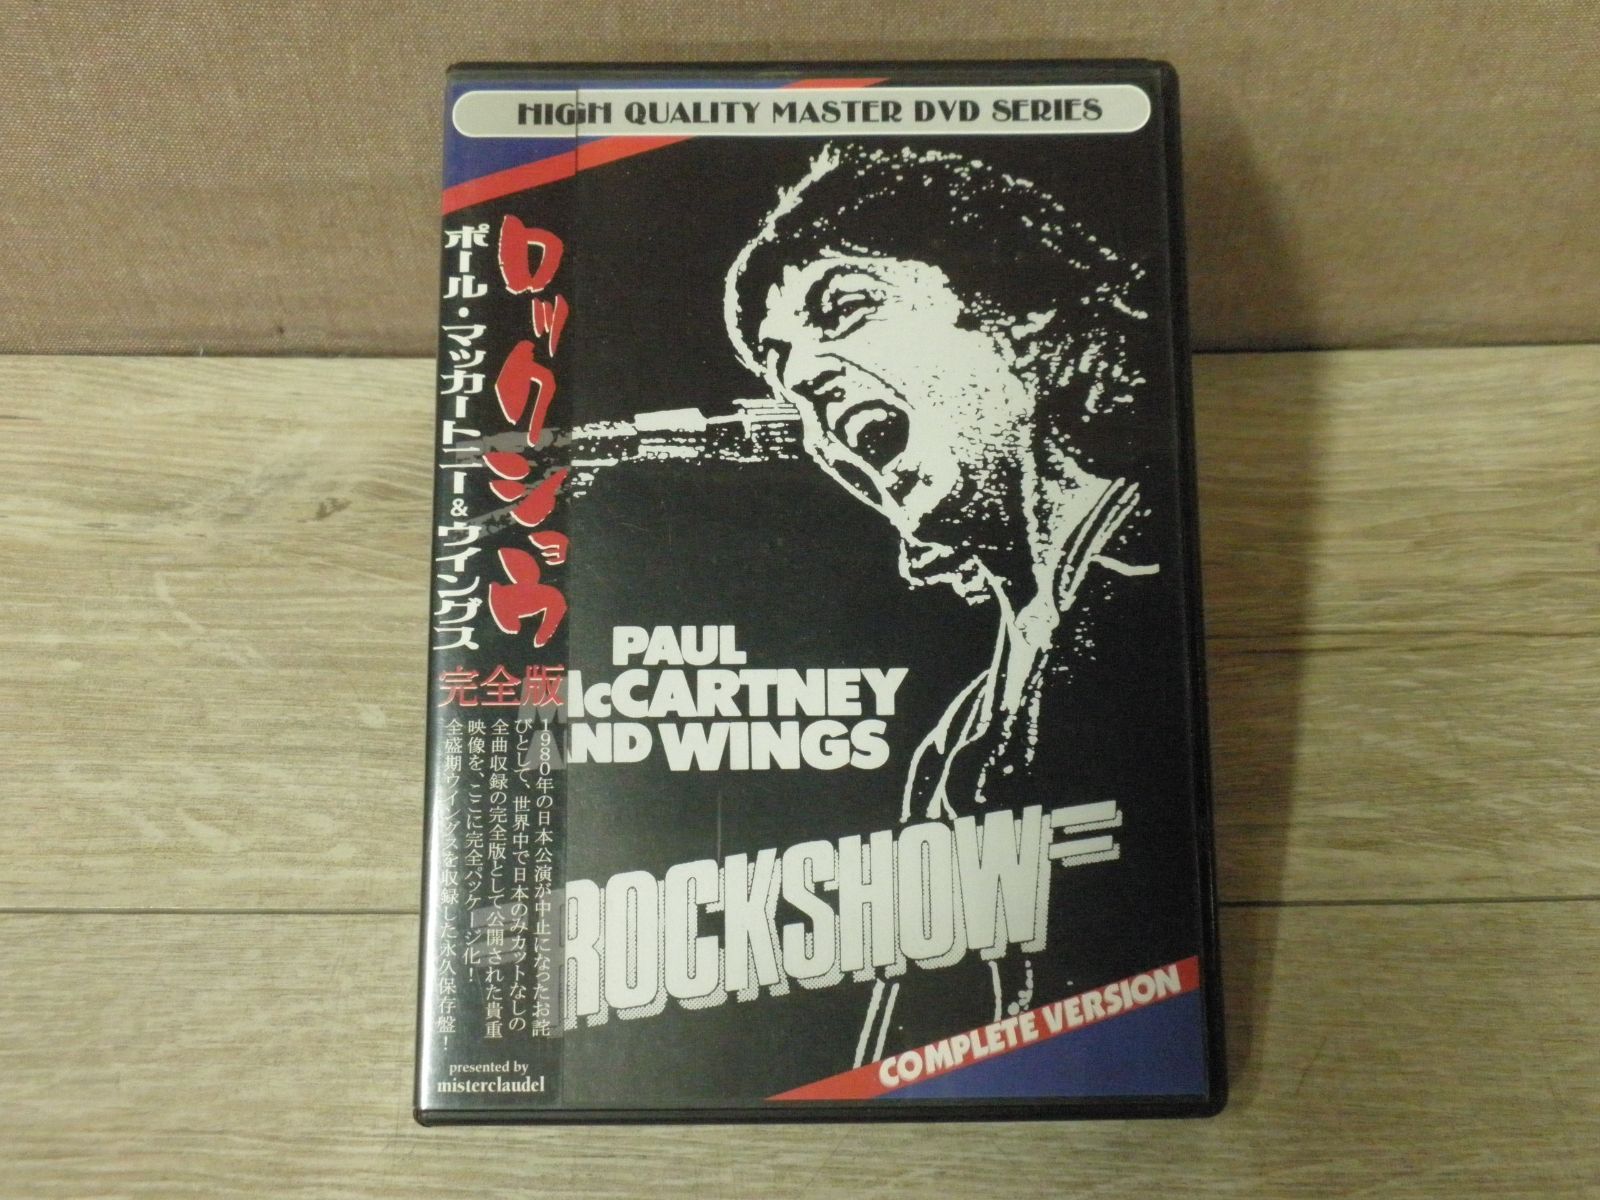 HIGH QUALITY MASTER DVD SERIES
ロックショウ
ポール・マッカートニー&ウイングス
完全版
1980年の日本公演が中止になったお詫
びとして、世界中で日本のみカットなしの
全曲収録の完全版として公開された貴重
映像を、ここに完全パッケージ化！
全盛期ウイングスを収録した永久保存盤！
presented by
misterclaudel
PAUL
McCARTNEY
AND WINGS
ROCKSHOW
COMPLETE VERSION